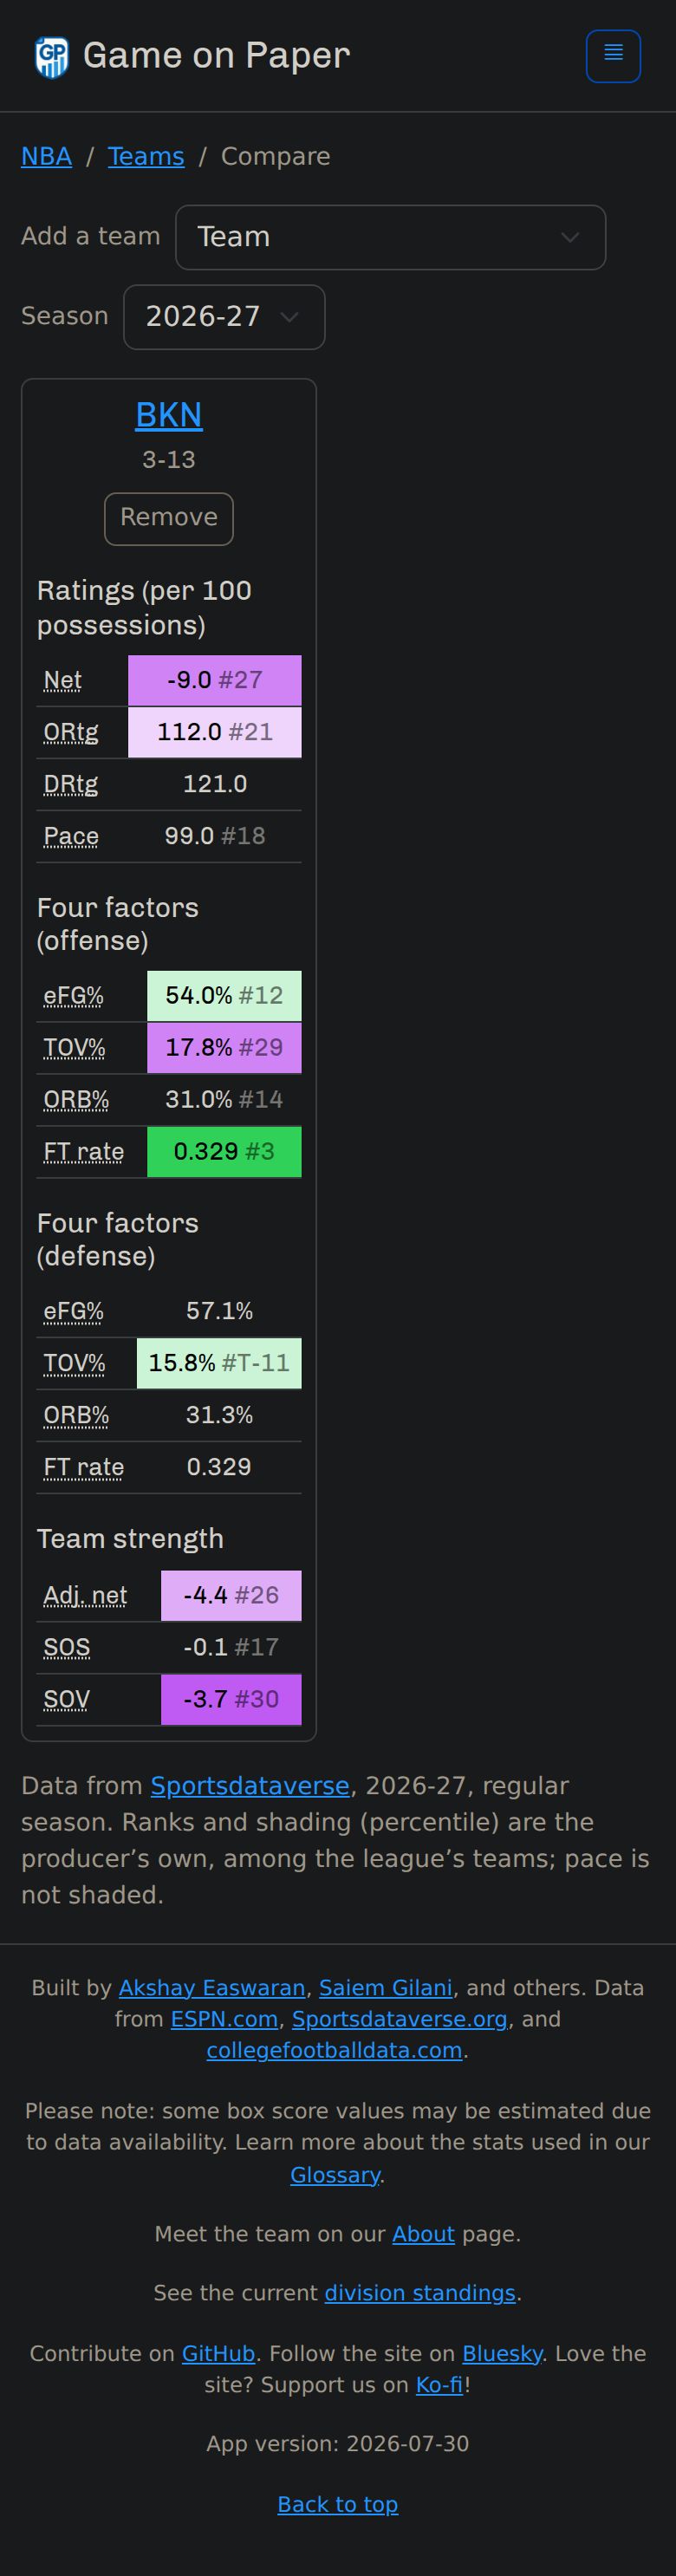 GP Game on Paper
NBA / Teams / Compare
Add a team Team
Season 2026-27
BKN
3-13
Remove
Ratings (per 100
possessions)
Net -9.0 #27
ORtg 112.0 #21
DRtg 121.0
Pace 99.0 #18
Four factors
(offense)
eFG% 54.0% #12
TOV% 17.8% #29
ORB% 31.0% #14
FT rate 0.329 #3
Four factors
(defense)
eFG% 57.1%
TOV% 15.8% #T-11
ORB% 31.3%
FT rate 0.329
Team strength
Adj. net -4.4 #26
SOS -0.1 #17
SOV -3.7 #30
Data from Sportsdataverse, 2026-27, regular
season. Ranks and shading (percentile) are the
producer’s own, among the league’s teams; pace is
not shaded.
Built by Akshay Easwaran, Saiem Gilani, and others. Data
from ESPN.com, Sportsdataverse.org, and
collegefootballdata.com.
Please note: some box score values may be estimated due
to data availability. Learn more about the stats used in our
Glossary.
Meet the team on our About page.
See the current division standings.
Contribute on GitHub. Follow the site on Bluesky. Love the
site? Support us on Ko-fi!
App version: 2026-07-30
Back to top